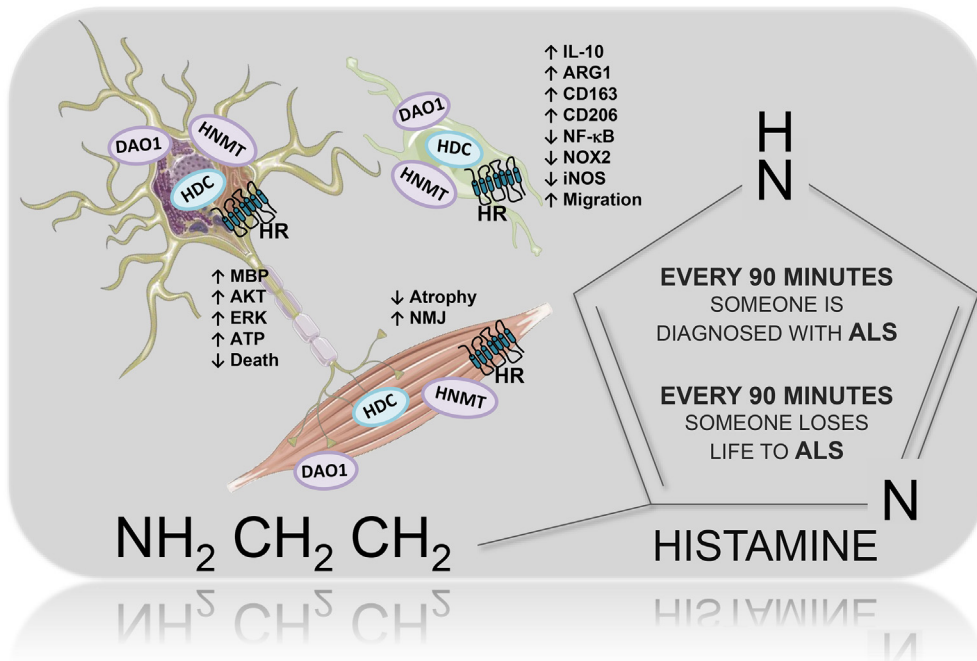 DAO1
HNMT
HDC
HR
↑ MBP
↑ AKT
↑ ERK
↑ ATP
↓ Death
DAO1
HDC
HNMT
HR
↑ IL-10
↑ ARG1
↑ CD163
↑ CD206
↓ NF-κB
↓ NOX2
↓ iNOS
↑ Migration
↓ Atrophy
↑ NMJ
HR
HDC
HNMT
DAO1
H
N
EVERY 90 MINUTES
SOMEONE IS
DIAGNOSED WITH ALS
EVERY 90 MINUTES
SOMEONE LOSES
LIFE TO ALS
N
NH₂ CH₂ CH₂
HISTAMINE